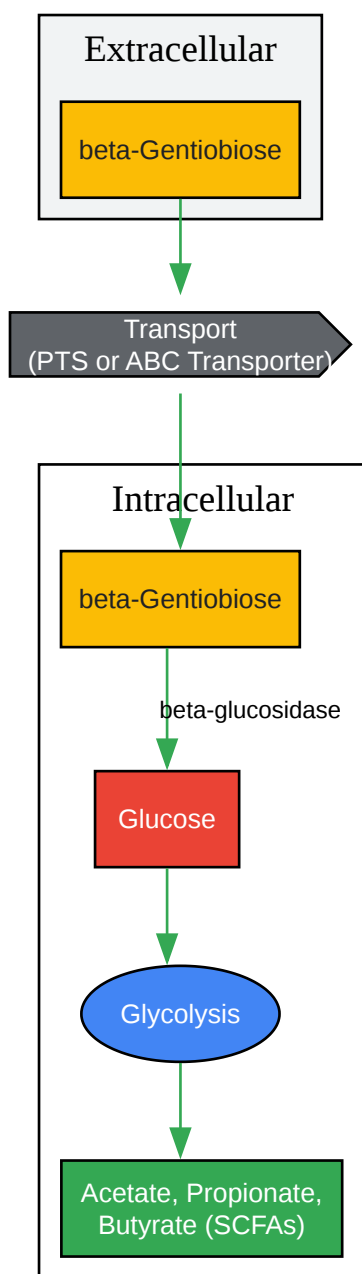 Extracellular
beta-Gentiobiose
Transport
(PTS or ABC Transporter)
Intracellular
beta-Gentiobiose
beta-glucosidase
Glucose
Glycolysis
Acetate, Propionate,
Butyrate (SCFAs)